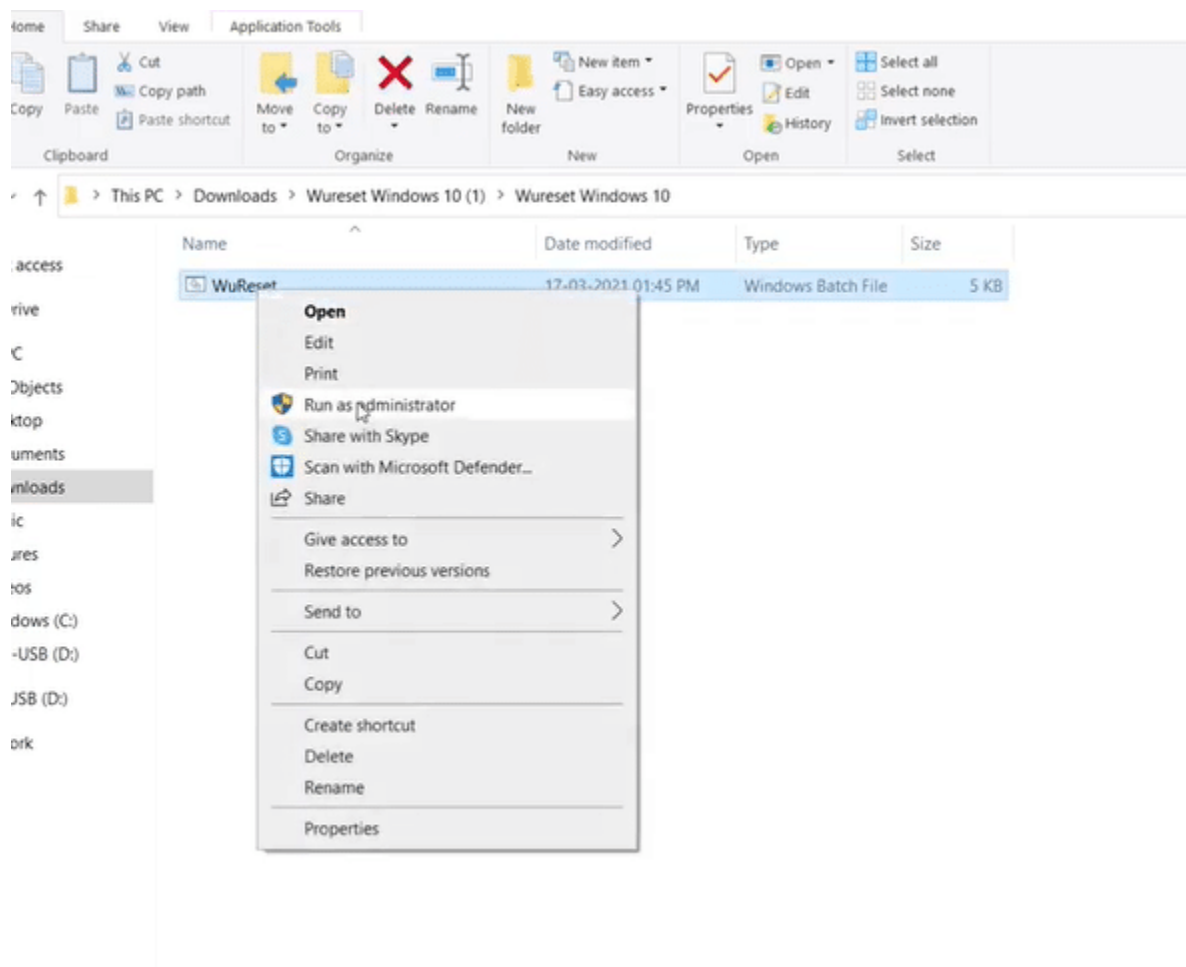 Home Share View Application Tools
Copy
Paste
Cut
Copy path
Paste shortcut
Clipboard
Move to
Copy to
Delete
Rename
Organize
New folder
New item
Easy access
New
Properties
Open
Edit
History
Open
Select all
Select none
Invert selection
Select
This PC > Downloads > Wureset Windows 10 (1) > Wureset Windows 10
Name Date modified Type Size
access
rive
C
Objects
ktop
uments
wnloads
ic
ures
eos
dows (C:)
-USB (D:)
USB (D:)
ork
WuReset 17-03-2021 01:45 PM Windows Batch File 5 KB
Open
Edit
Print
Run as administrator
Share with Skype
Scan with Microsoft Defender...
Share
Give access to
Restore previous versions
Send to
Cut
Copy
Create shortcut
Delete
Rename
Properties